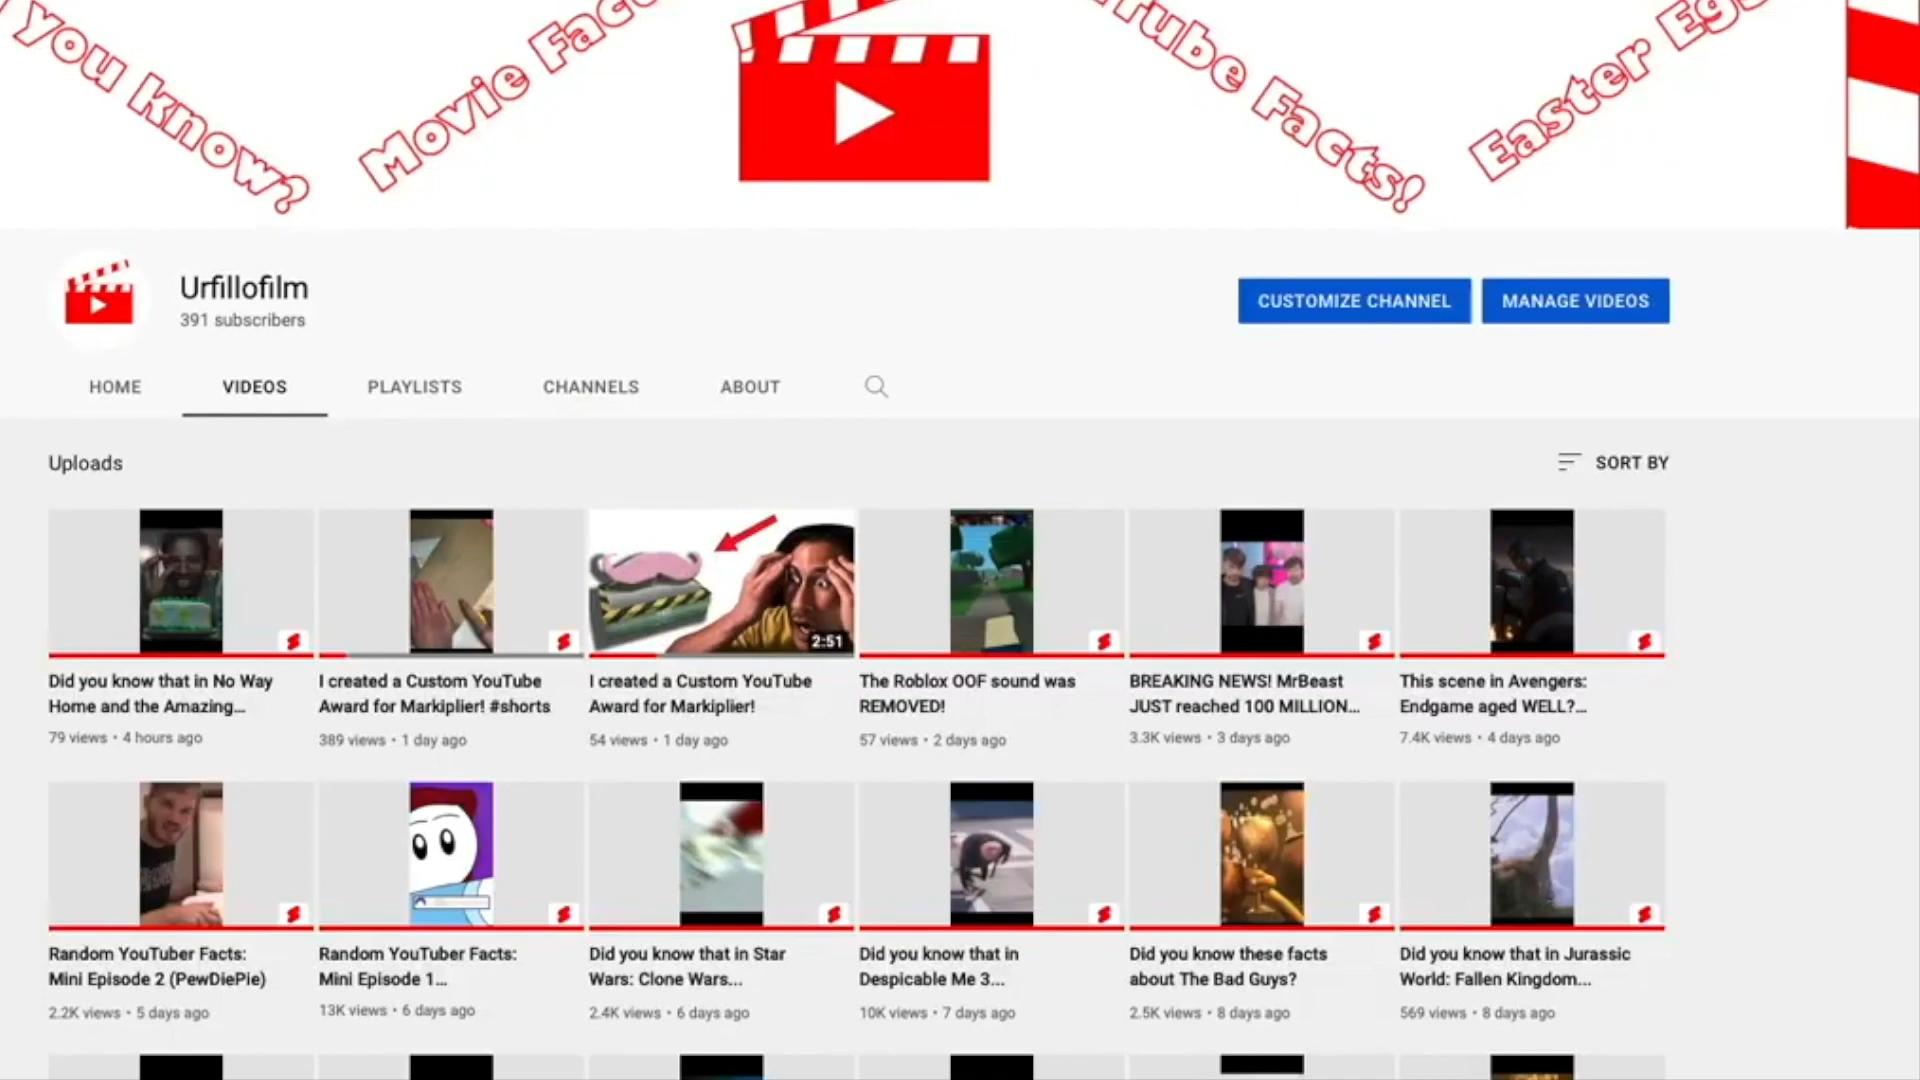 you know?
Movie
Facts!
Easter
Urfillofilm
391 subscribers
CUSTOMIZE CHANNEL
MANAGE VIDEOS
HOME
VIDEOS
PLAYLISTS
CHANNELS
ABOUT
Uploads
SORT BY
2:51
Did you know that in No Way
Home and the Amazing...
79 views • 4 hours ago
I created a Custom YouTube
Award for Markiplier! #shorts
389 views • 1 day ago
I created a Custom YouTube
Award for Markiplier!
54 views • 1 day ago
The Roblox OOF sound was
REMOVED!
57 views • 2 days ago
BREAKING NEWS! MrBeast
JUST reached 100 MILLION...
3.3K views • 3 days ago
This scene in Avengers:
Endgame aged WELL?...
7.4K views • 4 days ago
Random YouTuber Facts:
Mini Episode 2 (PewDiePie)
2.2K views • 5 days ago
Random YouTuber Facts:
Mini Episode 1...
13K views • 6 days ago
Did you know that in Star
Wars: Clone Wars...
2.4K views • 6 days ago
Did you know that in
Despicable Me 3...
10K views • 7 days ago
Did you know these facts
about The Bad Guys?
2.5K views • 8 days ago
Did you know that in Jurassic
World: Fallen Kingdom...
569 views • 8 days ago